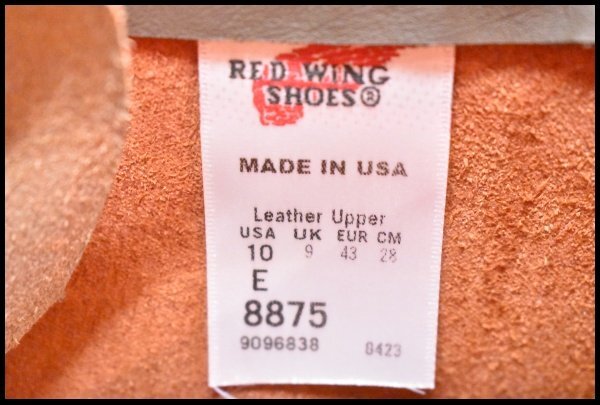 RED WING
SHOES®
MADE IN USA
Leather Upper
USA UK EUR CM
10 9 43 28
E
8875
9096838 8423